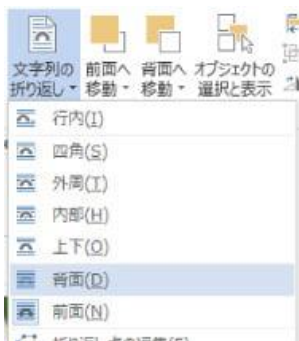 文字列の 前面へ 背面へ オブジェクトの
折り返し 移動 移動 選択と表示
行内(I)
四角(S)
外周(T)
内部(H)
上下(O)
背面(D)
前面(N)